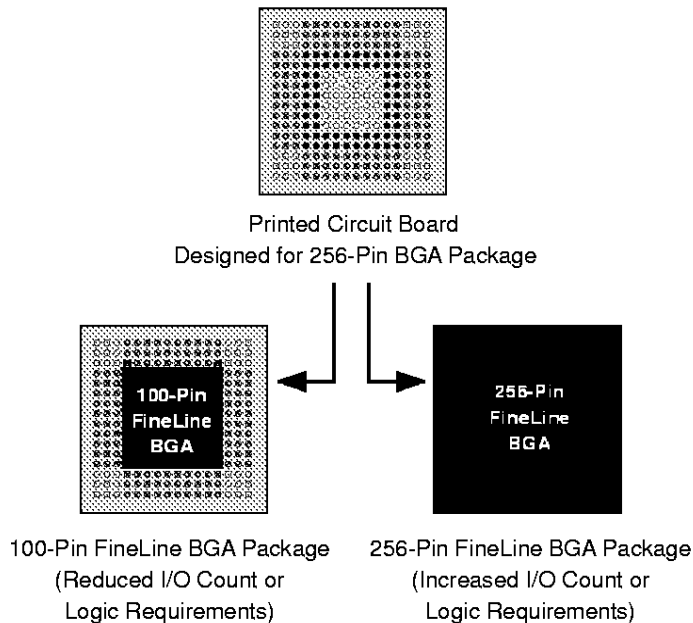 Printed Circuit Board
Designed for 256-Pin BGA Package
100-Pin
FineLine
BGA
256-Pin
FineLine
BGA
100-Pin FineLine BGA Package
(Reduced I/O Count or
Logic Requirements)
256-Pin FineLine BGA Package
(Increased I/O Count or
Logic Requirements)